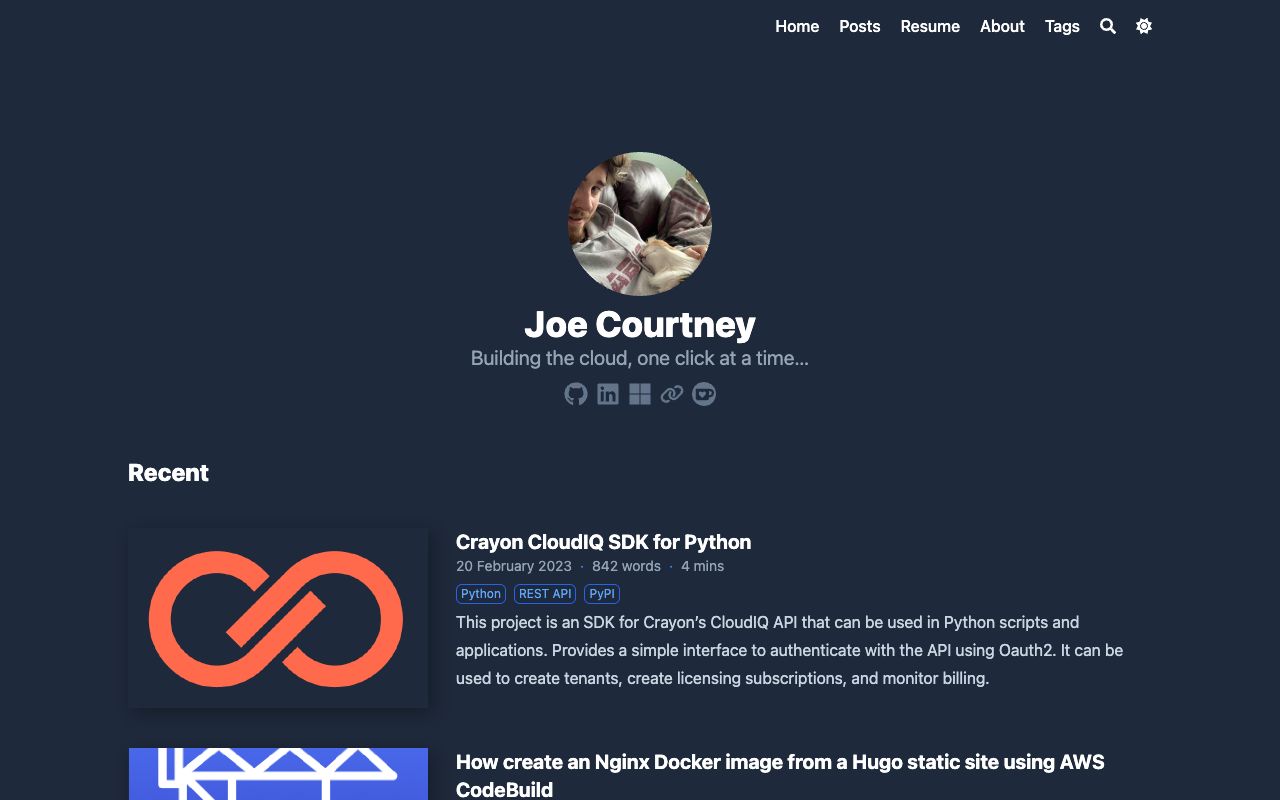 Home Posts Resume About Tags
Joe Courtney
Building the cloud, one click at a time...
Recent
Crayon CloudIQ SDK for Python
20 February 2023 · 842 words · 4 mins
Python REST API PyPI
This project is an SDK for Crayon’s CloudIQ API that can be used in Python scripts and
applications. Provides a simple interface to authenticate with the API using Oauth2. It can be
used to create tenants, create licensing subscriptions, and monitor billing.
How create an Nginx Docker image from a Hugo static site using AWS
CodeBuild